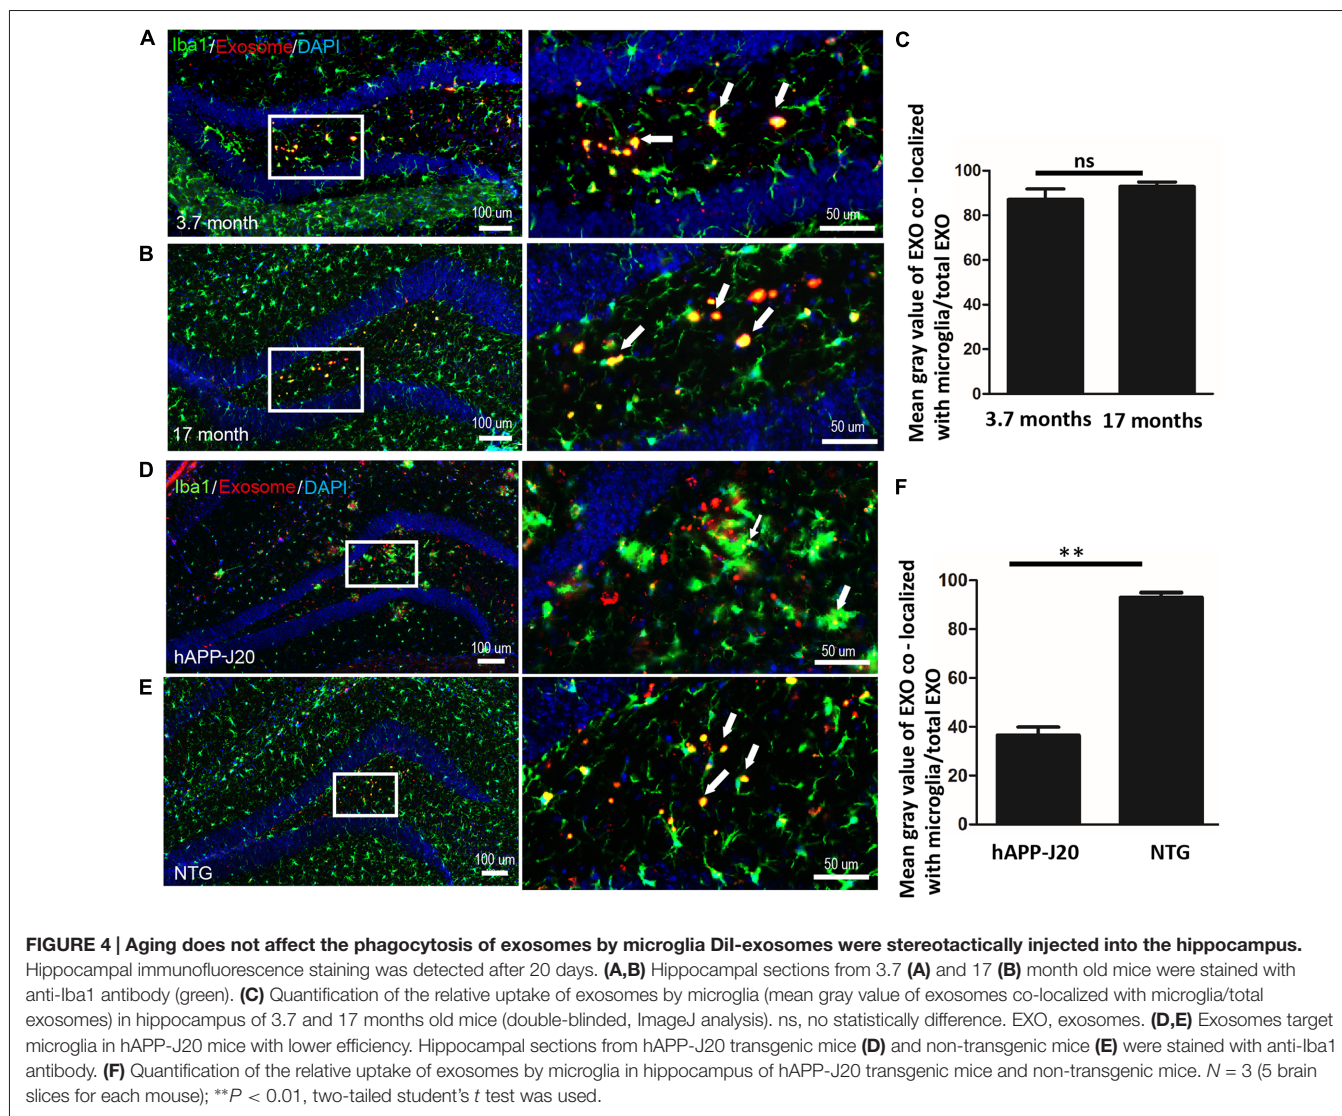 A
Iba1/Exosome/DAPI
3.7 month
100 um
50 um
B
17 month
100 um
50 um
C
Mean gray value of EXO co - localized
with microglia/total EXO
ns
100
80
60
40
20
0
3.7 months 17 months
D
Iba1/Exosome/DAPI
hAPP-J20
100 um
50 um
E
NTG
100 um
50 um
F
Mean gray value of EXO co - localized
with microglia/total EXO
**
100
80
60
40
20
0
hAPP-J20 NTG
FIGURE 4 | Aging does not affect the phagocytosis of exosomes by microglia DiI-exosomes were stereotactically injected into the hippocampus.
Hippocampal immunofluorescence staining was detected after 20 days. (A,B) Hippocampal sections from 3.7 (A) and 17 (B) month old mice were stained with
anti-Iba1 antibody (green). (C) Quantification of the relative uptake of exosomes by microglia (mean gray value of exosomes co-localized with microglia/total
exosomes) in hippocampus of 3.7 and 17 months old mice (double-blinded, ImageJ analysis). ns, no statistically difference. EXO, exosomes. (D,E) Exosomes target
microglia in hAPP-J20 mice with lower efficiency. Hippocampal sections from hAPP-J20 transgenic mice (D) and non-transgenic mice (E) were stained with anti-Iba1
antibody. (F) Quantification of the relative uptake of exosomes by microglia in hippocampus of hAPP-J20 transgenic mice and non-transgenic mice. N = 3 (5 brain
slices for each mouse); **P < 0.01, two-tailed student's t test was used.